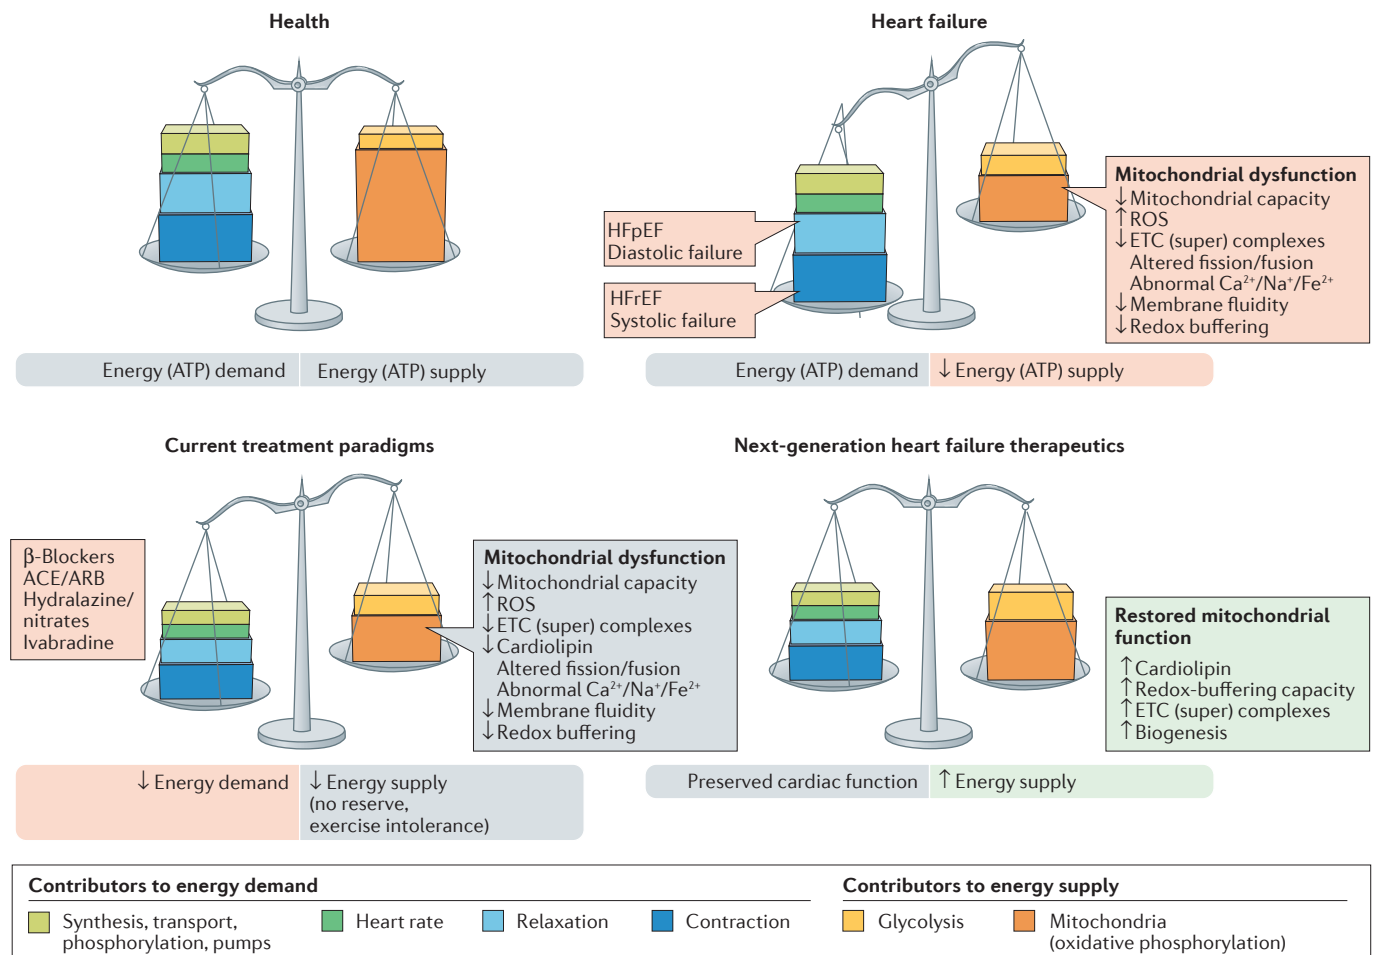 Health
Heart failure
HFpEF
Diastolic failure
HFrEF
Systolic failure
Mitochondrial dysfunction
↓ Mitochondrial capacity
↑ ROS
↓ ETC (super) complexes
Altered fission/fusion
Abnormal Ca²⁺/Na⁺/Fe²⁺
↓ Membrane fluidity
↓ Redox buffering
Energy (ATP) demand
Energy (ATP) supply
Energy (ATP) demand
↓ Energy (ATP) supply
Current treatment paradigms
Next-generation heart failure therapeutics
β-Blockers
ACE/ARB
Hydralazine/
nitrates
Ivabradine
Mitochondrial dysfunction
↓ Mitochondrial capacity
↑ ROS
↓ ETC (super) complexes
↓ Cardiolipin
Altered fission/fusion
Abnormal Ca²⁺/Na⁺/Fe²⁺
↓ Membrane fluidity
↓ Redox buffering
Restored mitochondrial
function
↑ Cardiolipin
↑ Redox-buffering capacity
↑ ETC (super) complexes
↑ Biogenesis
↓ Energy demand
↓ Energy supply
(no reserve,
exercise intolerance)
Preserved cardiac function
↑ Energy supply
Contributors to energy demand
Synthesis, transport,
phosphorylation, pumps
Heart rate
Relaxation
Contraction
Contributors to energy supply
Glycolysis
Mitochondria
(oxidative phosphorylation)